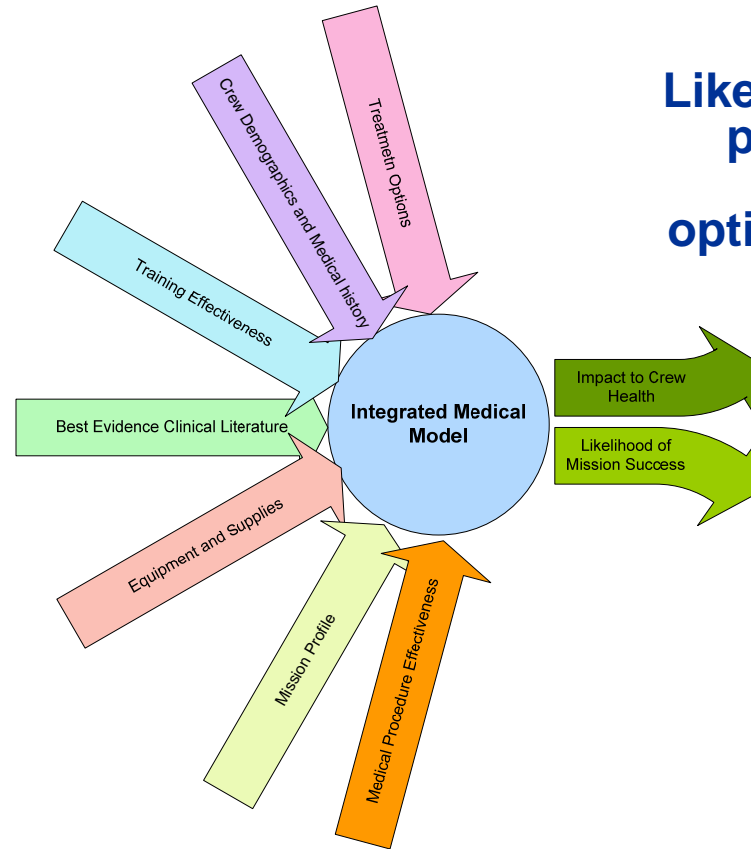 Treatmetn Options
Crew Demographics and Medical history
Training Effectiveness
Best Evidence Clinical Literature
Equipment and Supplies
Mission Profile
Medical Procedure Effectiveness
Integrated Medical
Model
Impact to Crew
Health
Likelihood of
Mission Success
Like
p
opti